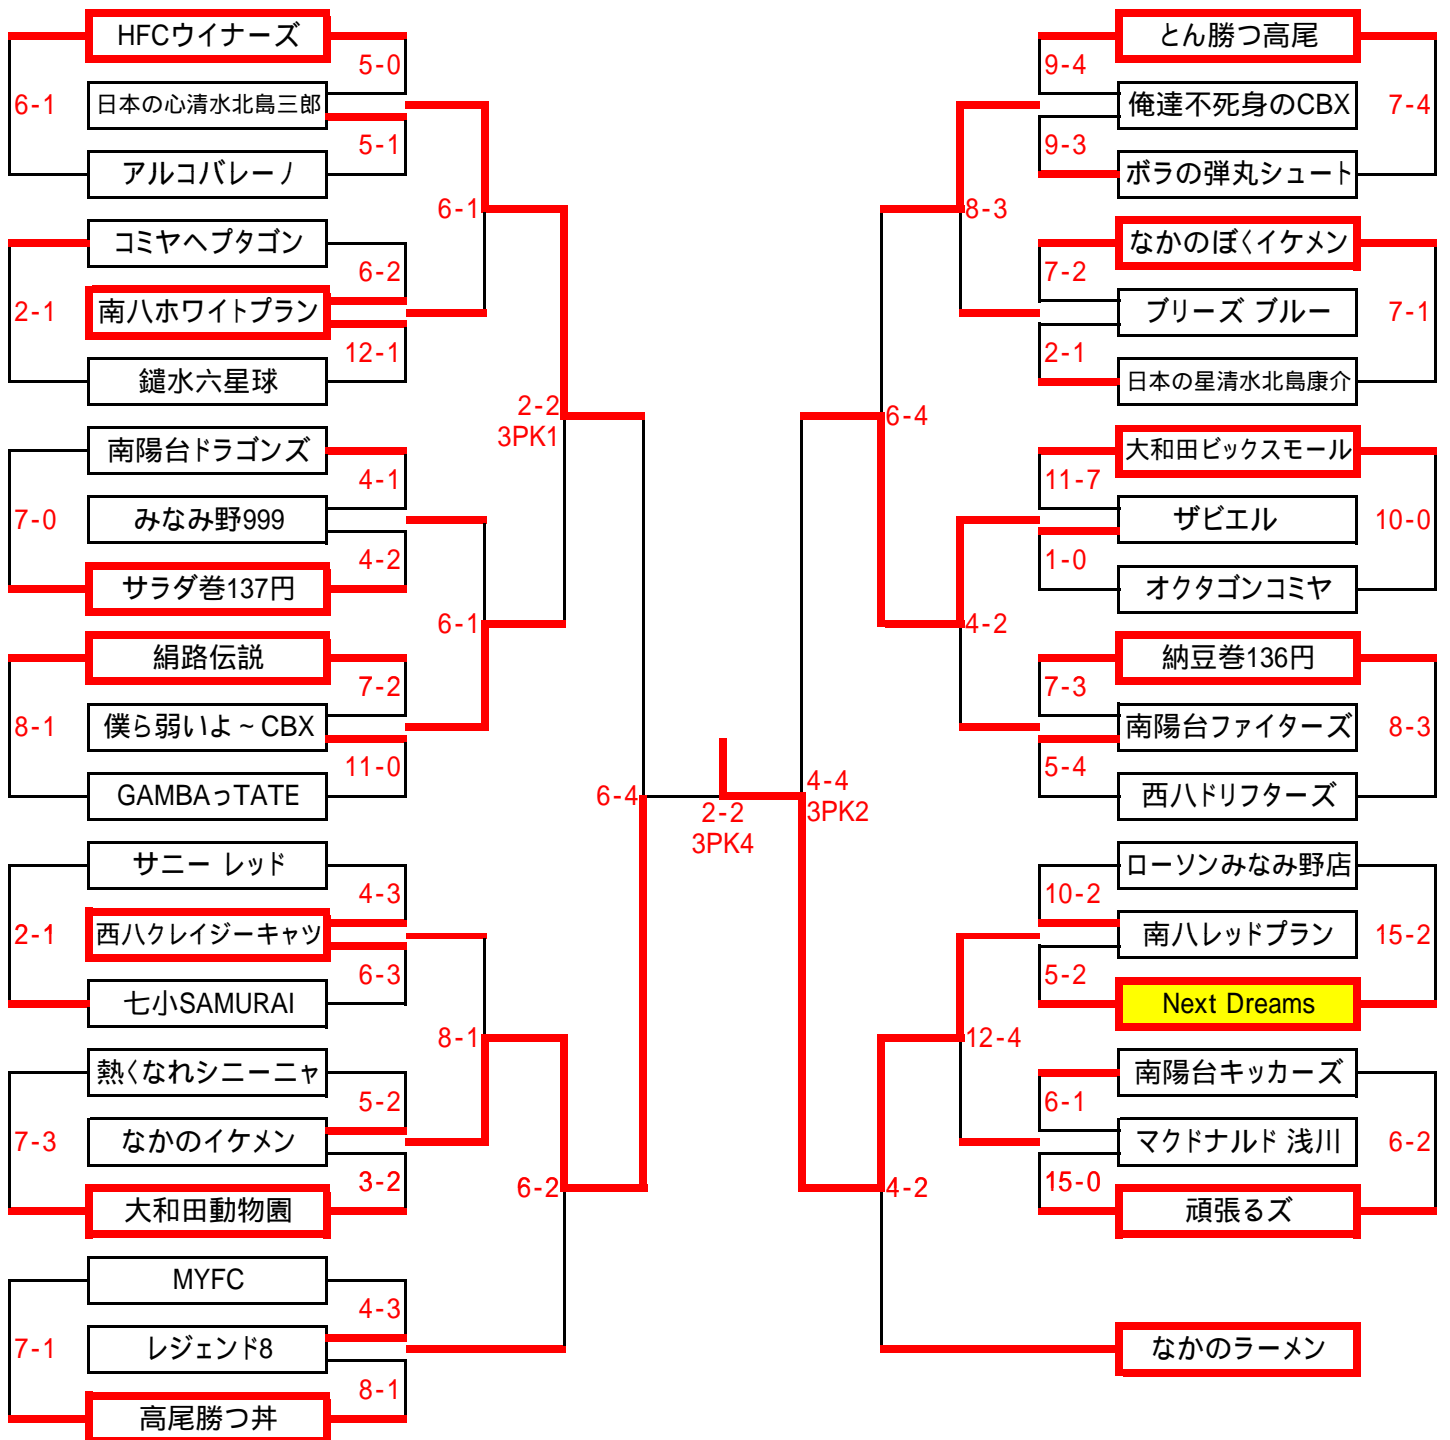 HFCウイナーズ
5-0
6-1
日本の心清水北島三郎
5-1
アルコバレーノ
6-1
コミヤヘプタゴン
6-2
2-1
南八ホワイトプラン
12-1
鑓水六星球
2-2
3PK1
南陽台ドラゴンズ
4-1
7-0
みなみ野999
4-2
サラダ巻137円
6-1
絹路伝説
7-2
8-1
僕ら弱いよ～CBX
11-0
GAMBAっTATE
6-4
サニー レッド
4-3
2-1
西八クレイジーキャツ
6-3
七小SAMURAI
8-1
熱くなれシニーニャ
5-2
7-3
なかのイケメン
3-2
大和田動物園
6-2
MYFC
4-3
7-1
レジェンド8
8-1
高尾勝つ丼
2-2
3PK4
4-4
3PK2
とん勝つ高尾
9-4
俺達不死身のCBX
7-4
9-3
ボラの弾丸シュート
8-3
なかのぼくイケメン
7-2
ブリーズ ブルー
7-1
2-1
日本の星清水北島康介
6-4
大和田ビックスモール
11-7
ザビエル
10-0
1-0
オクタゴンコミヤ
4-2
納豆巻136円
7-3
南陽台ファイターズ
8-3
5-4
西八ドリフターズ
ローソンみなみ野店
10-2
南八レッドプラン
15-2
5-2
Next Dreams
12-4
南陽台キッカーズ
6-1
マクドナルド 浅川
6-2
15-0
頑張るズ
4-2
なかのラーメン